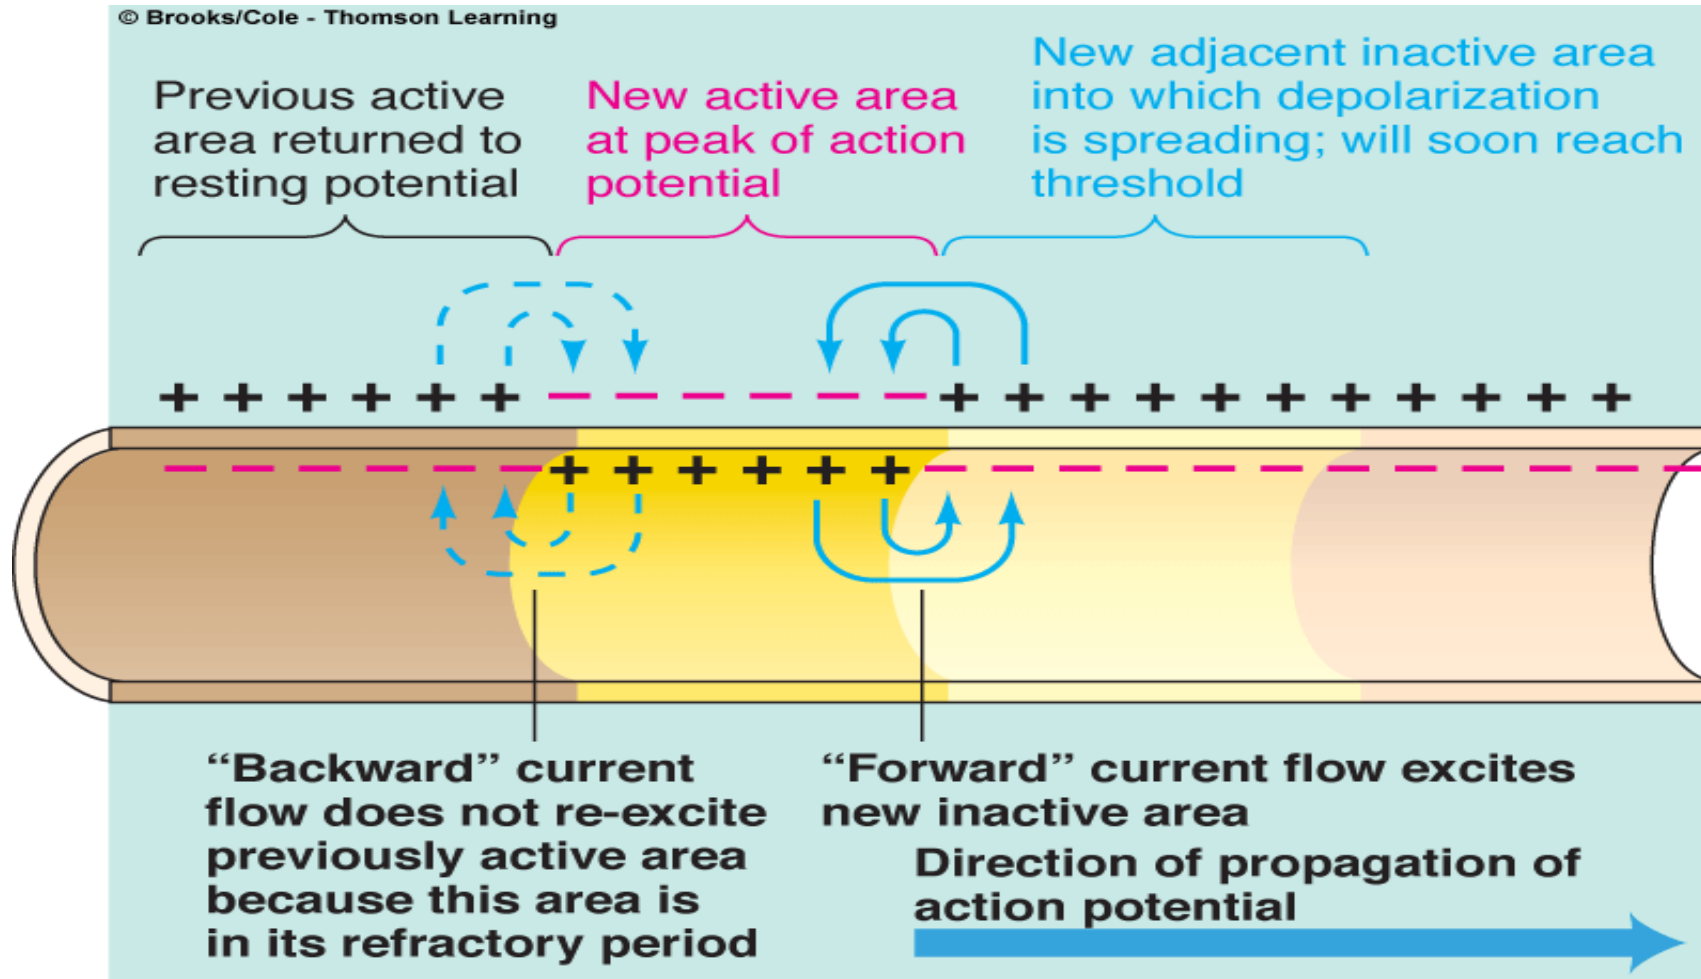 © Brooks/Cole - Thomson Learning
Previous active
area returned to
resting potential
New active area
at peak of action
potential
New adjacent inactive area
into which depolarization
is spreading; will soon reach
threshold
+ + + + + + – – – – – – + + + + + + + + + + +
– – – – – – + + + + + + – – – – – – – – – – – –
“Backward” current
flow does not re-excite
previously active area
because this area is
in its refractory period
“Forward” current flow excites
new inactive area
Direction of propagation of
action potential